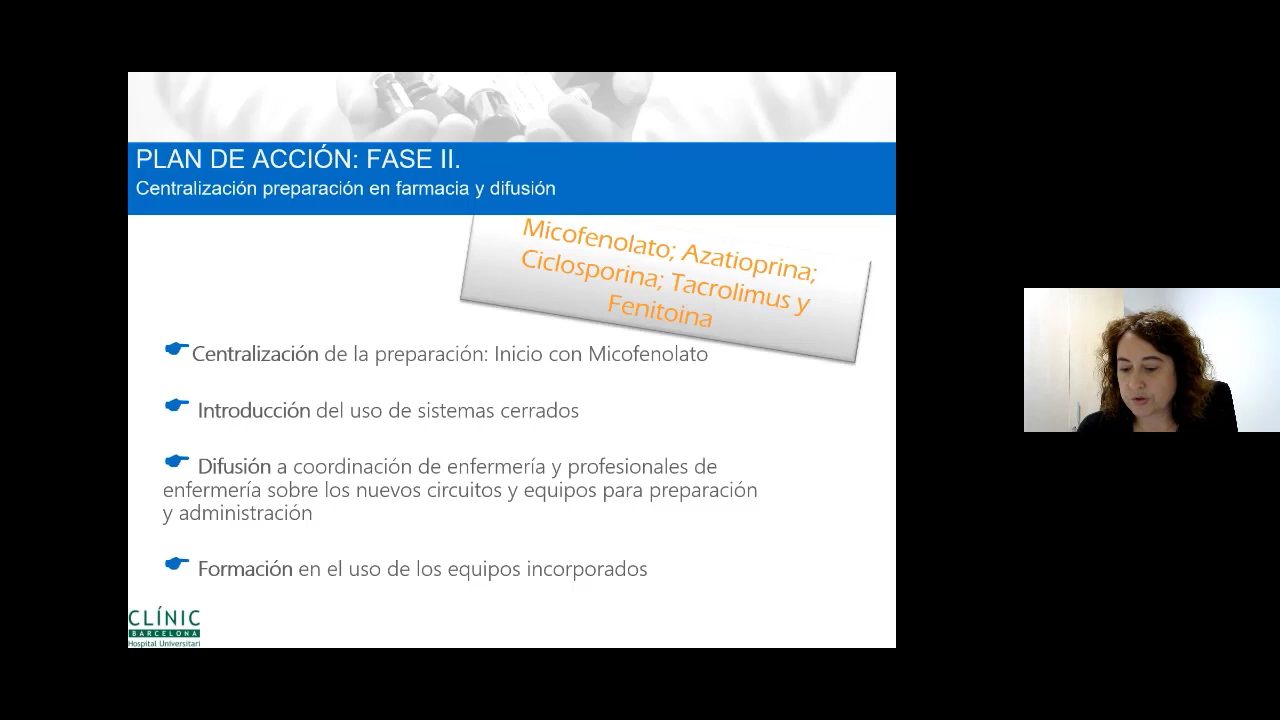 PLAN DE ACCIÓN: FASE II.
Centralización preparación en farmacia y difusión
Micofenolato; Azatioprina;
Ciclosporina; Tacrolimus y
Fenitoina
Centralización de la preparación: Inicio con Micofenolato
Introducción del uso de sistemas cerrados
Difusión a coordinación de enfermería y profesionales de
enfermería sobre los nuevos circuitos y equipos para preparación
y administración
Formación en el uso de los equipos incorporados
CLÍNIC
BARCELONA
Hospital Universitari